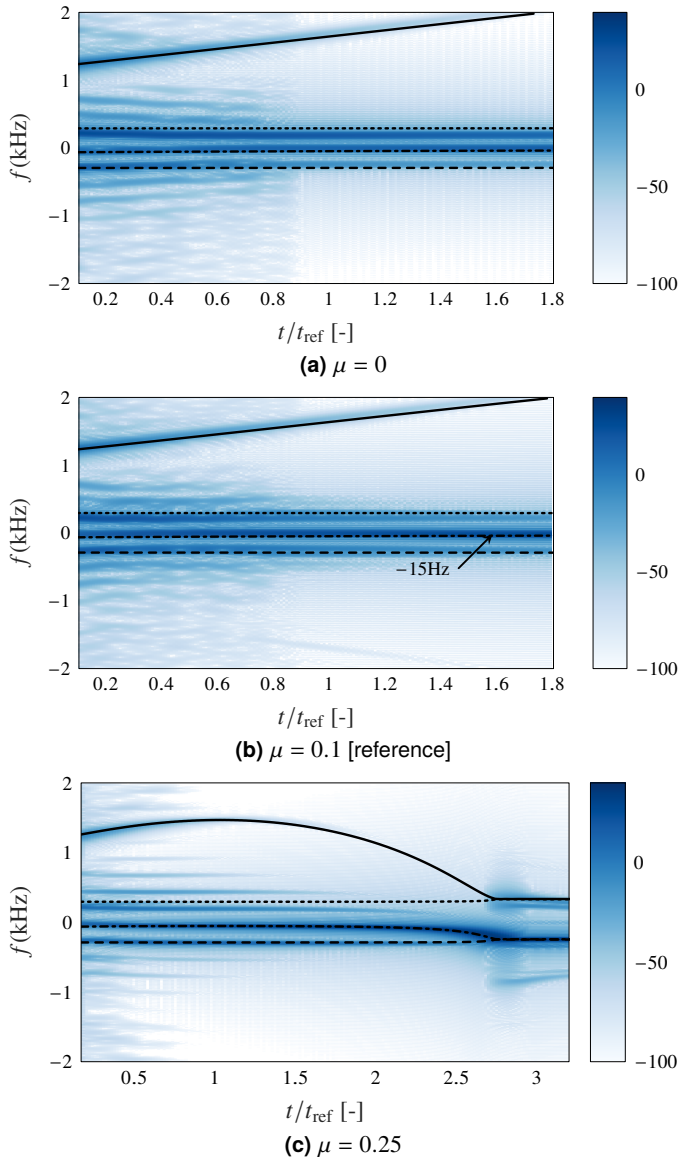 2
1
0
−1
−2
f (kHz)
0.2 0.4 0.6 0.8 1 1.2 1.4 1.6 1.8
t/t_ref [-]
0
−50
−100
(a) μ = 0
2
1
0
−1
−2
f (kHz)
−15Hz
0.2 0.4 0.6 0.8 1 1.2 1.4 1.6 1.8
t/t_ref [-]
0
−50
−100
(b) μ = 0.1 [reference]
2
1
0
−1
−2
f (kHz)
0.5 1 1.5 2 2.5 3
t/t_ref [-]
0
−50
−100
(c) μ = 0.25